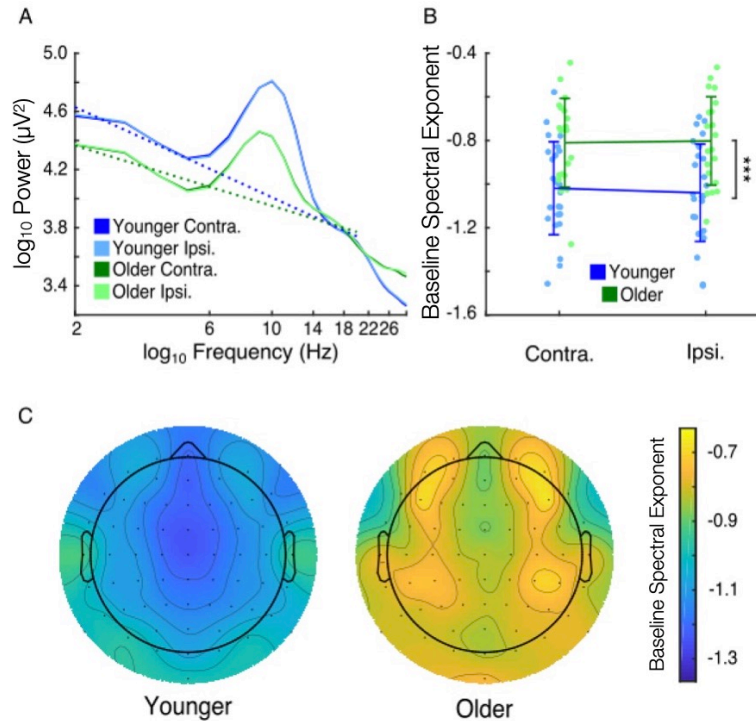 A
5.0
4.6
4.2
3.8
3.4
log10 Power (µV²)
Younger Contra.
Younger Ipsi.
Older Contra.
Older Ipsi.
2 6 10 14 18 22 26
log10 Frequency (Hz)
B
-0.4
-0.8
-1.2
-1.6
Baseline Spectral Exponent
***
Younger
Older
Contra. Ipsi.
C
Younger
Older
Baseline Spectral Exponent
-0.7
-0.9
-1.1
-1.3